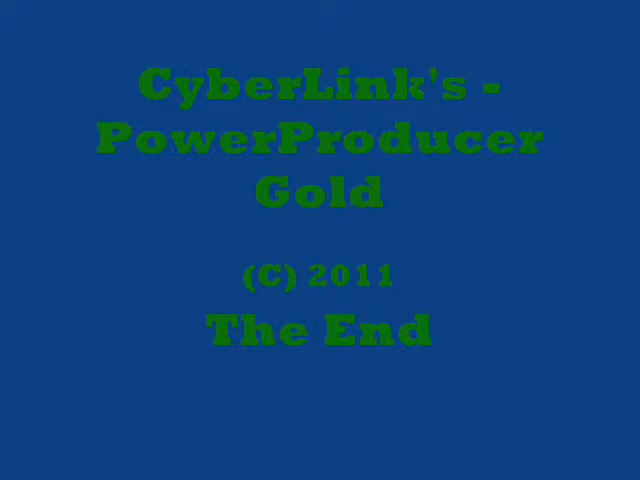 CyberLink's -
PowerProducer
Gold
(C) 2011
The End